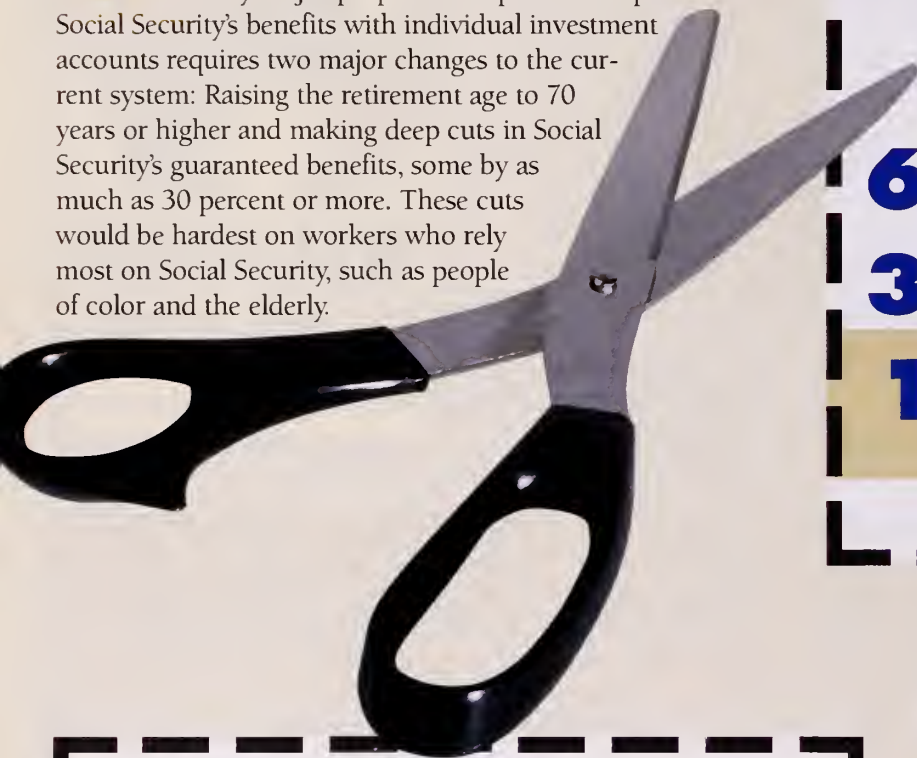 Social Security's benefits with individual investment
accounts requires two major changes to the cur-
rent system: Raising the retirement age to 70
years or higher and making deep cuts in Social
Security's guaranteed benefits, some by as
much as 30 percent or more. These cuts
would be hardest on workers who rely
most on Social Security, such as people
of color and the elderly.
6
3
1